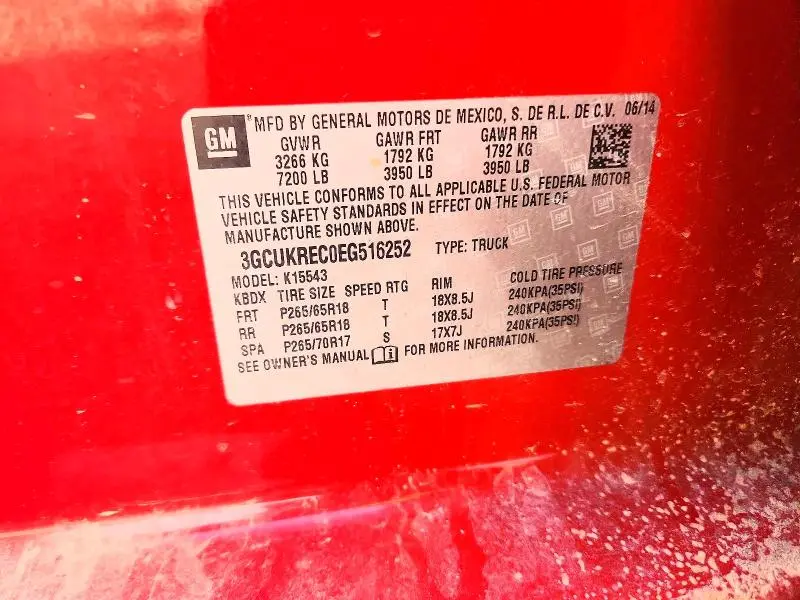 GM ® MFD BY GENERAL MOTORS DE MEXICO, S. DE R.L. DE C.V. 06/14
GVWR GAWR FRT GAWR RR
3266 KG 1792 KG 1792 KG
7200 LB 3950 LB 3950 LB
THIS VEHICLE CONFORMS TO ALL APPLICABLE U.S. FEDERAL MOTOR
VEHICLE SAFETY STANDARDS IN EFFECT ON THE DATE OF
MANUFACTURE SHOWN ABOVE.
3GCUKREC0EG516252 TYPE: TRUCK
MODEL: K15543
KBDX TIRE SIZE SPEED RTG RIM COLD TIRE PRESSURE
FRT P265/65R18 T 18X8.5J 240KPA(35PSI)
RR P265/65R18 T 18X8.5J 240KPA(35PSI)
SPA P265/70R17 S 17X7J 240KPA(35PSI)
SEE OWNER'S MANUAL FOR MORE INFORMATION.